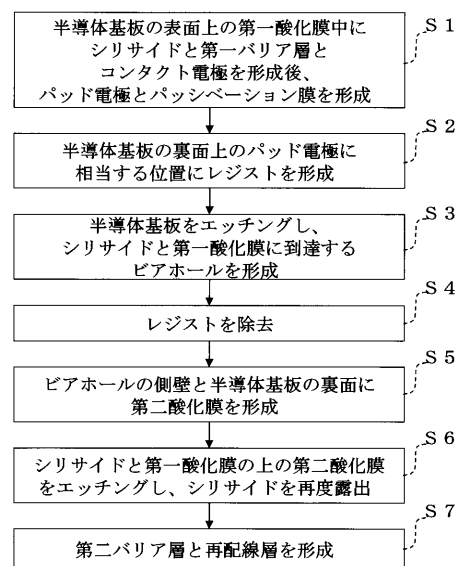 半導体基板の表面上の第一酸化膜中に
シリサイドと第一バリア層と
コンタクト電極を形成後、
パッド電極とパッシベーション膜を形成
S1
半導体基板の裏面上のパッド電極に
相当する位置にレジストを形成
S2
半導体基板をエッチングし、
シリサイドと第一酸化膜に到達する
ビアホールを形成
S3
レジストを除去
S4
ビアホールの側壁と半導体基板の裏面に
第二酸化膜を形成
S5
シリサイドと第一酸化膜の上の第二酸化膜
をエッチングし、シリサイドを再度露出
S6
第二バリア層と再配線層を形成
S7